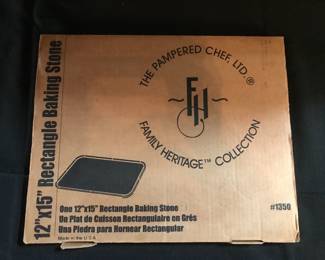 THE PAMPERED CHEF, LTD.®
FH
FAMILY HERITAGE™ COLLECTION
12"x15" Rectangle Baking Stone
One 12"x15" Rectangle Baking Stone
Un Plat de Cuisson Rectangulaire en Grès
Una Piedra para Hornear Rectangular
Made in the U.S.A.
#1350